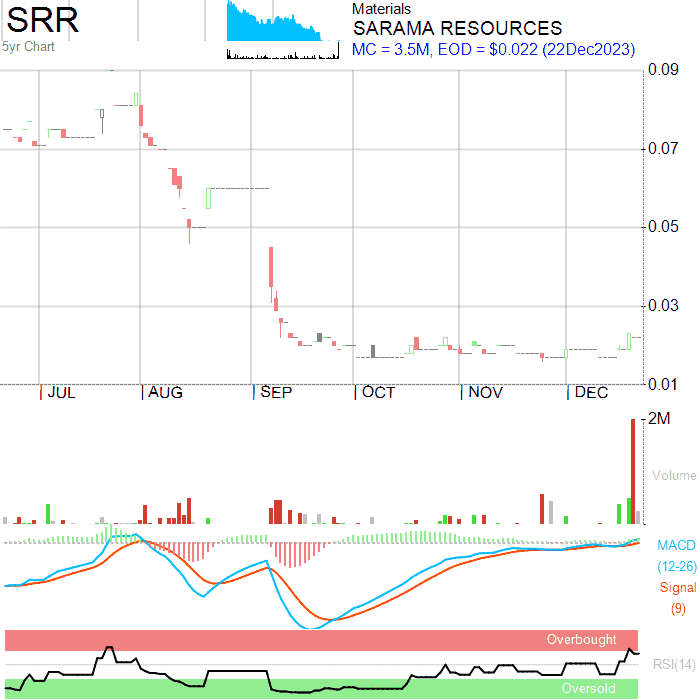 SRR
5yr Chart
Materials
SARAMA RESOURCES
MC = 3.5M, EOD = $0.022 (22Dec2023)
0.09
0.07
0.05
0.03
0.01
JUL AUG SEP OCT NOV DEC
2M
Volume
MACD
(12-26)
Signal
(9)
Overbought
RSI(14)
Oversold